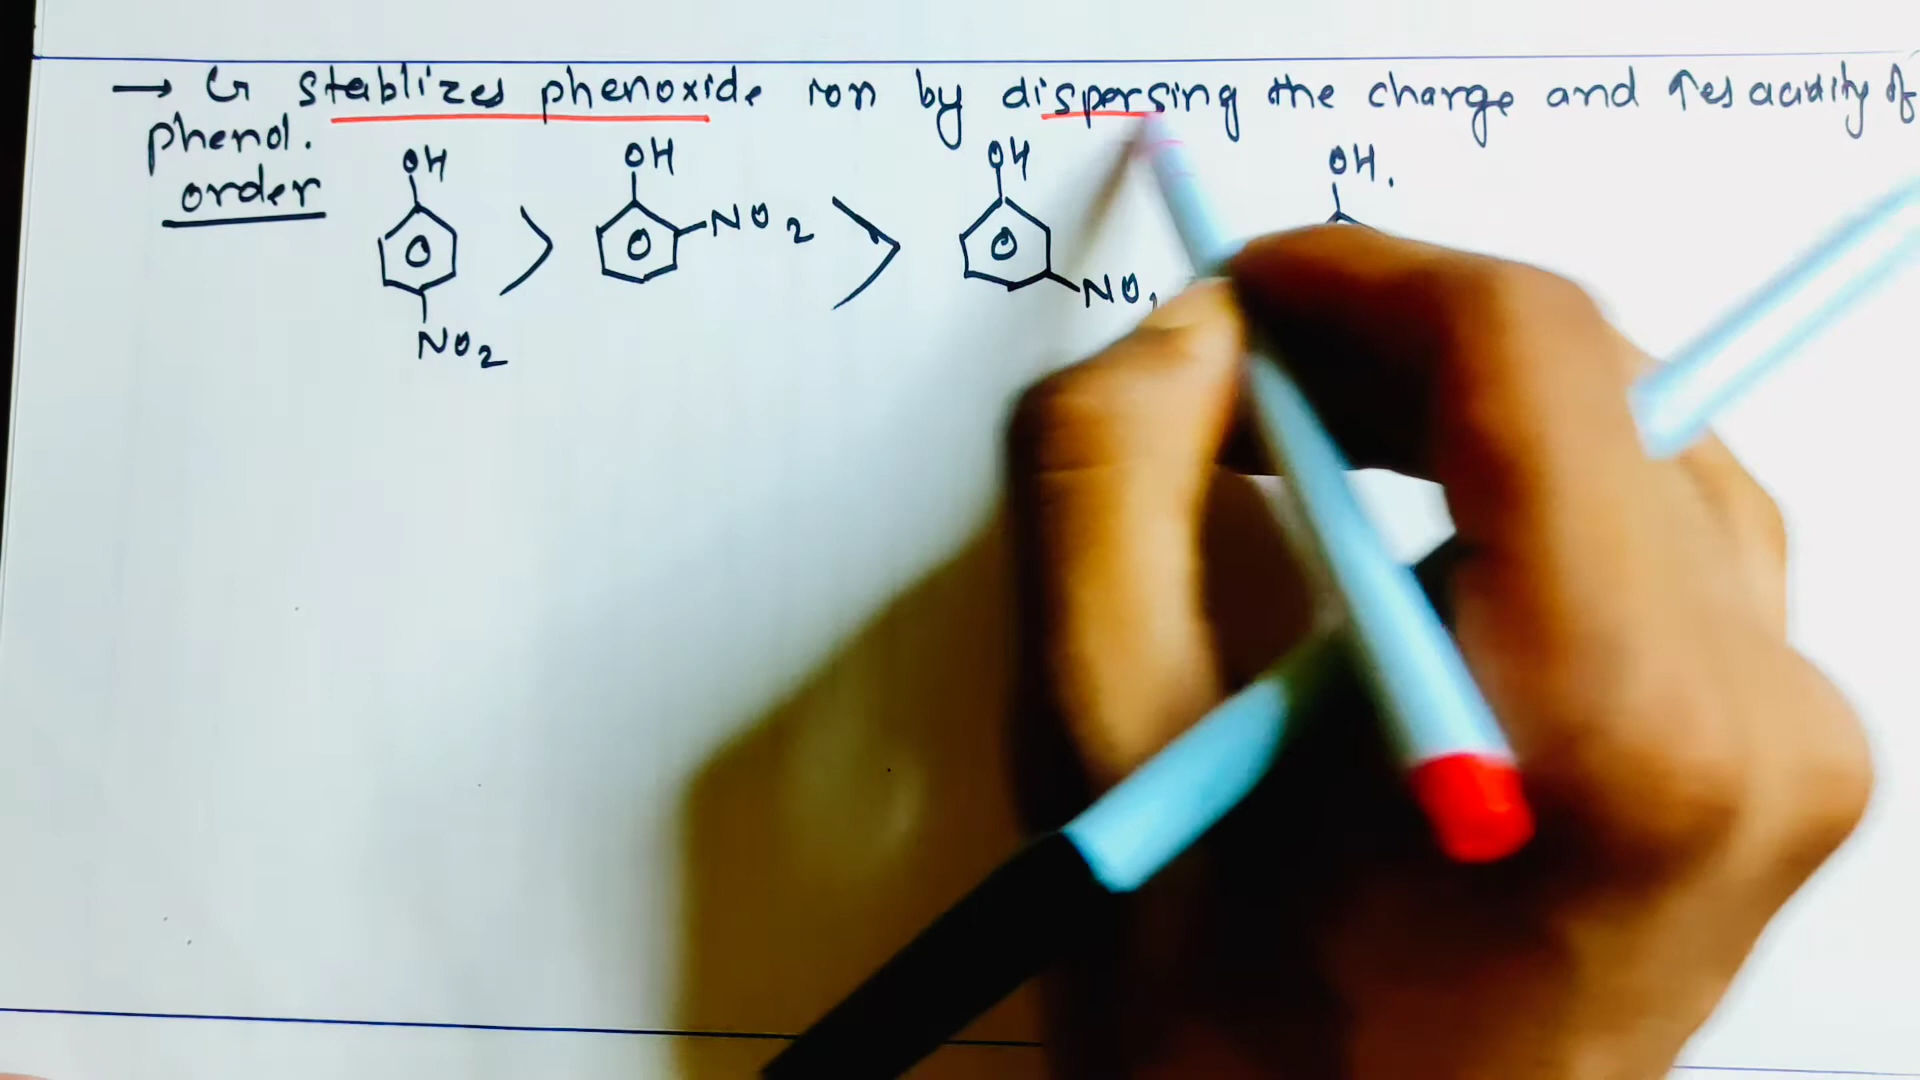 → G stablizes phenoxide ion by dispersing the charge and ↑es acidity of
phenol.
order
OH OH OH OH.
> NO2 >
NO
NO2